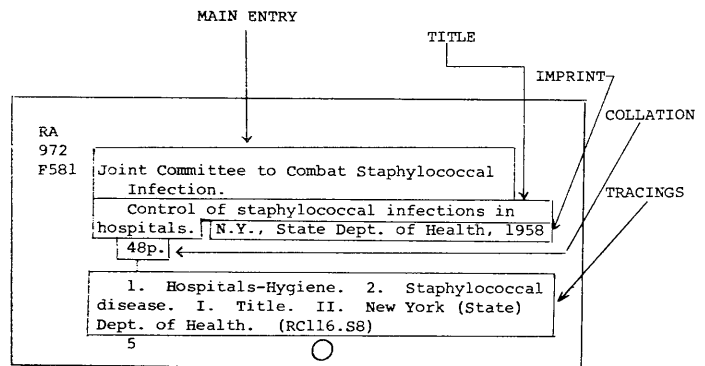 MAIN ENTRY
TITLE
IMPRINT
COLLATION
TRACINGS
RA
972
F581 Joint Committee to Combat Staphylococcal
Infection.
Control of staphylococcal infections in
hospitals. N.Y., State Dept. of Health, 1958
48p.
1. Hospitals-Hygiene. 2. Staphylococcal
disease. I. Title. II. New York (State)
Dept. of Health. (RC116.S8)
5